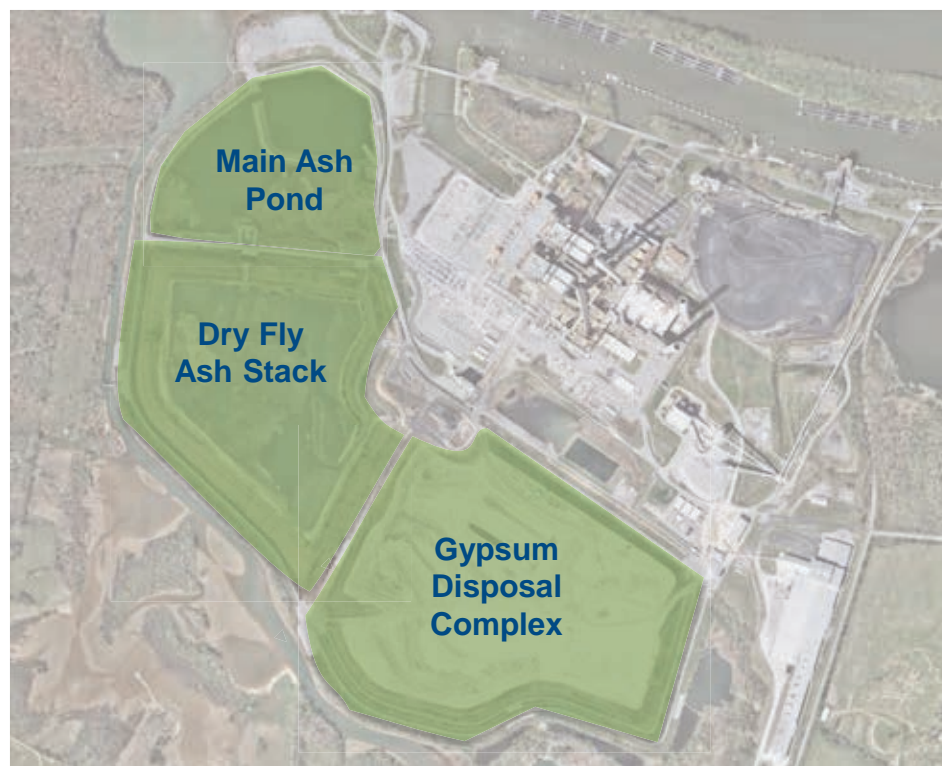 Main Ash
Pond
Dry Fly
Ash Stack
Gypsum
Disposal
Complex